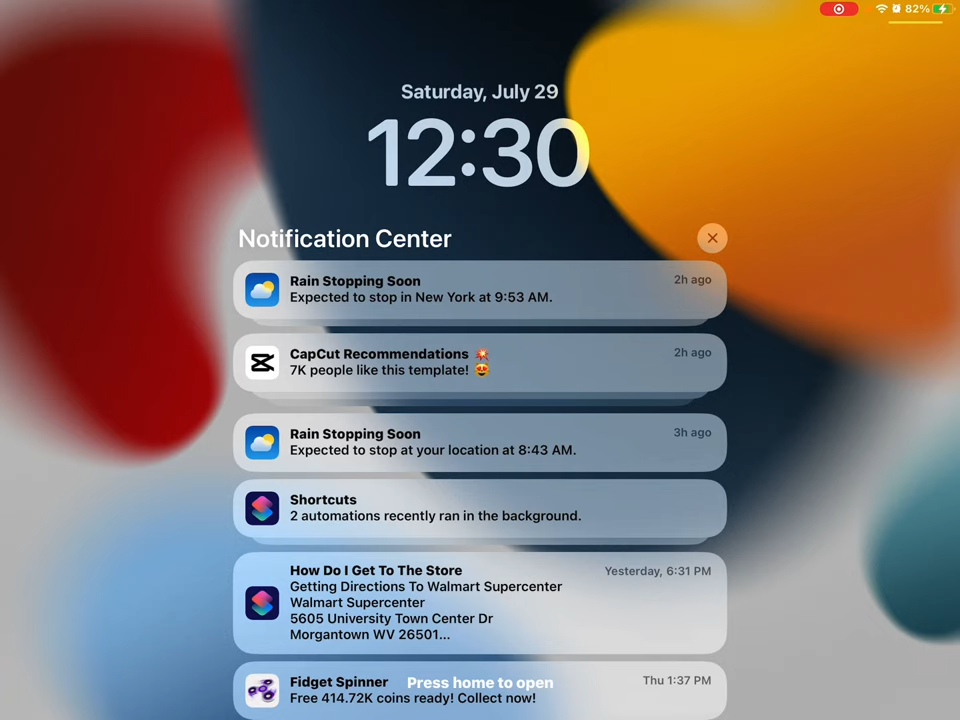 82%
Saturday, July 29
12:30
Notification Center
Rain Stopping Soon 2h ago
Expected to stop in New York at 9:53 AM.
CapCut Recommendations 💥 2h ago
7K people like this template! 😍
Rain Stopping Soon 3h ago
Expected to stop at your location at 8:43 AM.
Shortcuts
2 automations recently ran in the background.
How Do I Get To The Store Yesterday, 6:31 PM
Getting Directions To Walmart Supercenter
Walmart Supercenter
5605 University Town Center Dr
Morgantown WV 26501...
Fidget Spinner Thu 1:37 PM
Press home to open
Free 414.72K coins ready! Collect now!